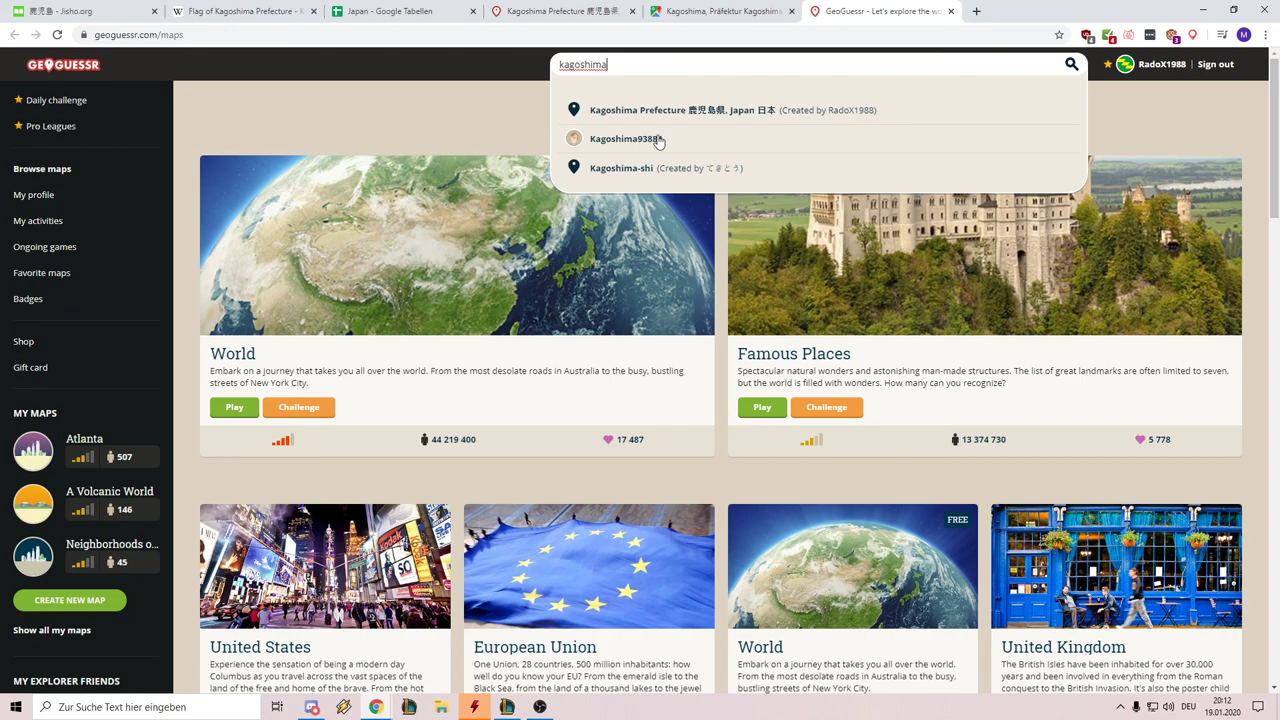 鹿児島 - Jisho.org
Flag of Kagoshima Prefecture -
Japan - Google Tabellen
Kagoshima Prefecture 鹿児島県,
Kagoshima, Präfektur Kagoshima
GeoGuessr - Let's explore the wo
geoguessr.com/maps
GEOGUESSR
kagoshima
RadoX1988
Sign out
Kagoshima Prefecture 鹿児島県, Japan 日本 (Created by RadoX1988)
Kagoshima-shi (Created by てきとう)
Daily challenge
Pro Leagues
Browse maps
My profile
My activities
Ongoing games
Favorite maps
Badges
Shop
Gift card
MY MAPS
Atlanta
507
A Volcanic World
146
Neighborhoods o...
45
CREATE NEW MAP
Show all my maps
MY EXPLORER FRIENDS
World
Embark on a journey that takes you all over the world. From the most desolate roads in Australia to the busy, bustling
streets of New York City.
Play
Challenge
44 219 400
17 487
Famous Places
Spectacular natural wonders and astonishing man-made structures. The list of great landmarks are often limited to seven,
but the world is filled with wonders. How many can you recognize?
Play
Challenge
13 374 730
5 778
United States
Experience the sensation of being a modern day
Columbus as you travel across the vast spaces of the
land of the free and home of the brave. From the hot
European Union
One Union, 28 countries, 500 million inhabitants: how
well do you know your EU? From the emerald isle to the
Black Sea, from the land of a thousand lakes to the jewel
FREE
World
Embark on a journey that takes you all over the world.
From the most desolate roads in Australia to the busy,
bustling streets of New York City.
United Kingdom
The British Isles have been inhabited for over 30.000
years and been involved in everything from the Roman
conquest to the British Invasion. It's also the poster child
Zur Suche Text hier eingeben
DEU
20:12
19.01.2020